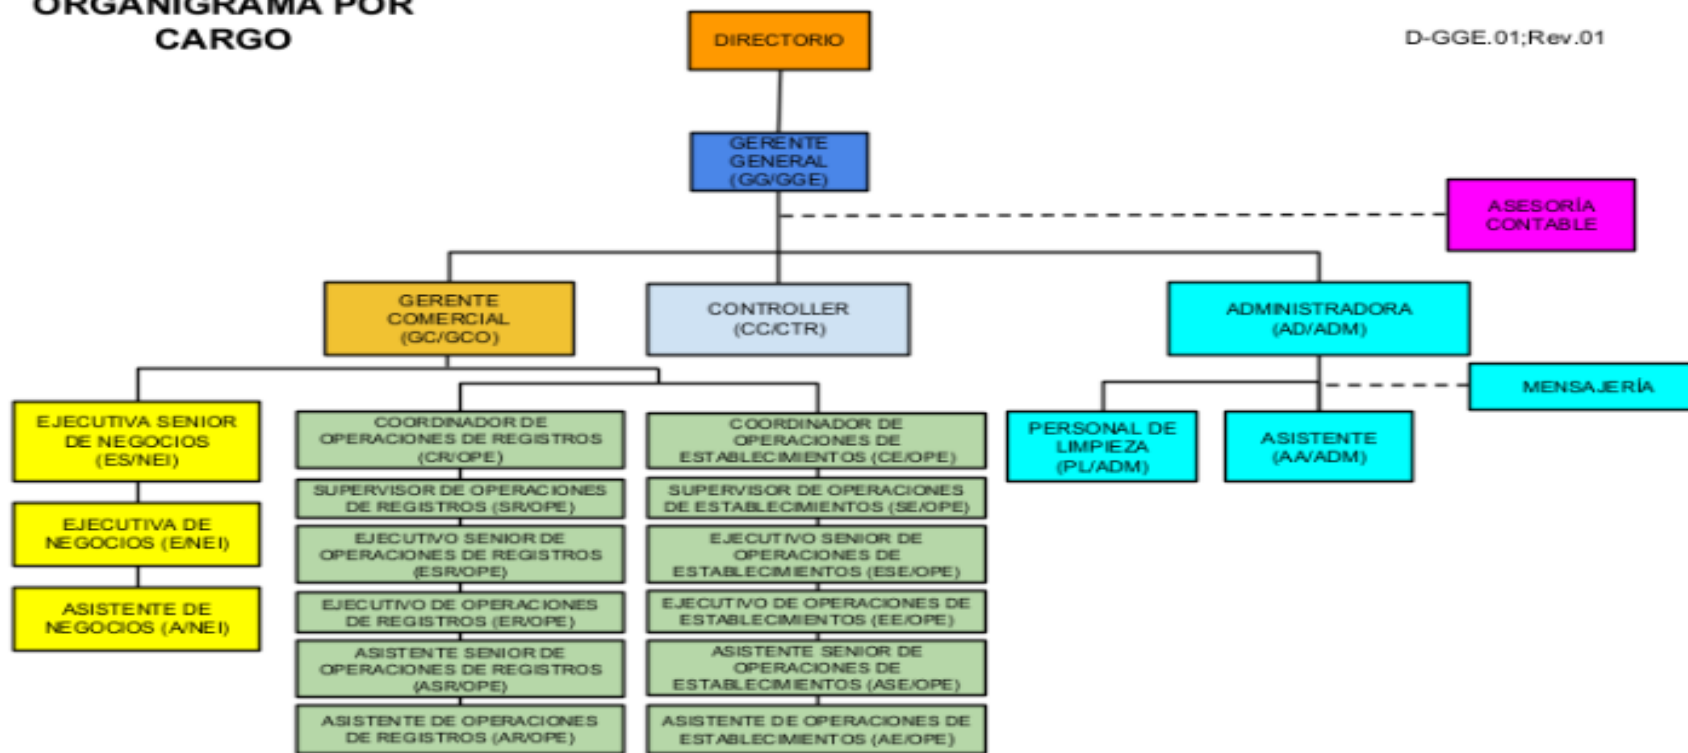 ORGANIGRAMA POR
CARGO
DIRECTORIO
D-GGE.01;Rev.01
GERENTE
GENERAL
(GG/GGE)
ASESORÍA
CONTABLE
GERENTE
COMERCIAL
(GC/GCO)
CONTROLLER
(CC/CTR)
ADMINISTRADORA
(AD/ADM)
MENSAJERÍA
EJECUTIVA SENIOR
DE NEGOCIOS
(ES/NEI)
EJECUTIVA DE
NEGOCIOS (E/NEI)
ASISTENTE DE
NEGOCIOS (A/NEI)
COORDINADOR DE
OPERACIONES DE REGISTROS
(CR/OPE)
SUPERVISOR DE OPERACIONES
DE REGISTROS (SR/OPE)
EJECUTIVO SENIOR DE
OPERACIONES DE REGISTROS
(ESR/OPE)
EJECUTIVO DE OPERACIONES
DE REGISTROS (ER/OPE)
ASISTENTE SENIOR DE
OPERACIONES DE REGISTROS
(ASR/OPE)
ASISTENTE DE OPERACIONES
DE REGISTROS (AR/OPE)
COORDINADOR DE
OPERACIONES DE
ESTABLECIMIENTOS (CE/OPE)
SUPERVISOR DE OPERACIONES
DE ESTABLECIMIENTOS (SE/OPE)
EJECUTIVO SENIOR DE
OPERACIONES DE
ESTABLECIMIENTOS (ESE/OPE)
EJECUTIVO DE OPERACIONES DE
ESTABLECIMIENTOS (EE/OPE)
ASISTENTE SENIOR DE
OPERACIONES DE
ESTABLECIMIENTOS (ASE/OPE)
ASISTENTE DE OPERACIONES DE
ESTABLECIMIENTOS (AE/OPE)
PERSONAL DE
LIMPIEZA
(PL/ADM)
ASISTENTE
(AA/ADM)